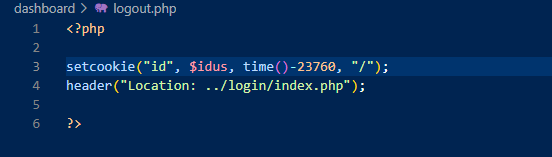 dashboard > logout.php
1 <?php
2
3 setcookie("id", $idus, time()-23760, "/");
4 header("Location: ../login/index.php");
5
6 ?>